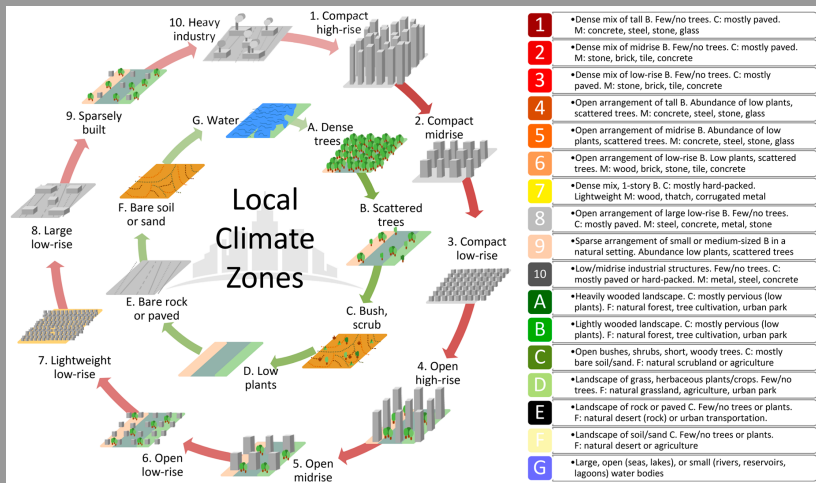 10. Heavy
industry
1. Compact
high-rise
2. Compact
midrise
3. Compact
low-rise
4. Open
high-rise
5. Open
midrise
6. Open
low-rise
7. Lightweight
low-rise
8. Large
low-rise
9. Sparsely
built
G. Water
A. Dense
trees
B. Scattered
trees
C. Bush,
scrub
D. Low
plants
E. Bare rock
or paved
F. Bare soil
or sand
Local
Climate
Zones
1
•Dense mix of tall B. Few/no trees. C: mostly paved.
M: concrete, steel, stone, glass
2
•Dense mix of midrise B. Few/no trees. C: mostly paved.
M: stone, brick, tile, concrete
3
•Dense mix of low-rise B. Few/no trees. C: mostly
paved. M: stone, brick, tile, concrete
4
•Open arrangement of tall B. Abundance of low plants,
scattered trees. M: concrete, steel, stone, glass
5
•Open arrangement of midrise B. Abundance of low
plants, scattered trees. M: concrete, steel, stone, glass
6
•Open arrangement of low-rise B. Low plants, scattered
trees. M: wood, brick, stone, tile, concrete
7
•Dense mix, 1-story B. C: mostly hard-packed.
Lightweight M: wood, thatch, corrugated metal
8
•Open arrangement of large low-rise B. Few/no trees.
C: mostly paved. M: steel, concrete, metal, stone
9
•Sparse arrangement of small or medium-sized B in a
natural setting. Abundance low plants, scattered trees
10
•Low/midrise industrial structures. Few/no trees. C:
mostly paved or hard-packed. M: metal, steel, concrete
A
•Heavily wooded landscape. C: mostly pervious (low
plants). F: natural forest, tree cultivation, urban park
B
•Lightly wooded landscape. C: mostly pervious (low
plants). F: natural forest, tree cultivation, urban park
C
•Open bushes, shrubs, short, woody trees. C: mostly
bare soil/sand. F: natural scrubland or agriculture
D
•Landscape of grass, herbaceous plants/crops. Few/no
trees. F: natural grassland, agriculture, urban park
E
•Landscape of rock or paved C. Few/no trees or plants.
F: natural desert (rock) or urban transportation.
F
•Landscape of soil/sand C. Few/no trees or plants.
F: natural desert or agriculture
G
•Large, open (seas, lakes), or small (rivers, reservoirs,
lagoons) water bodies